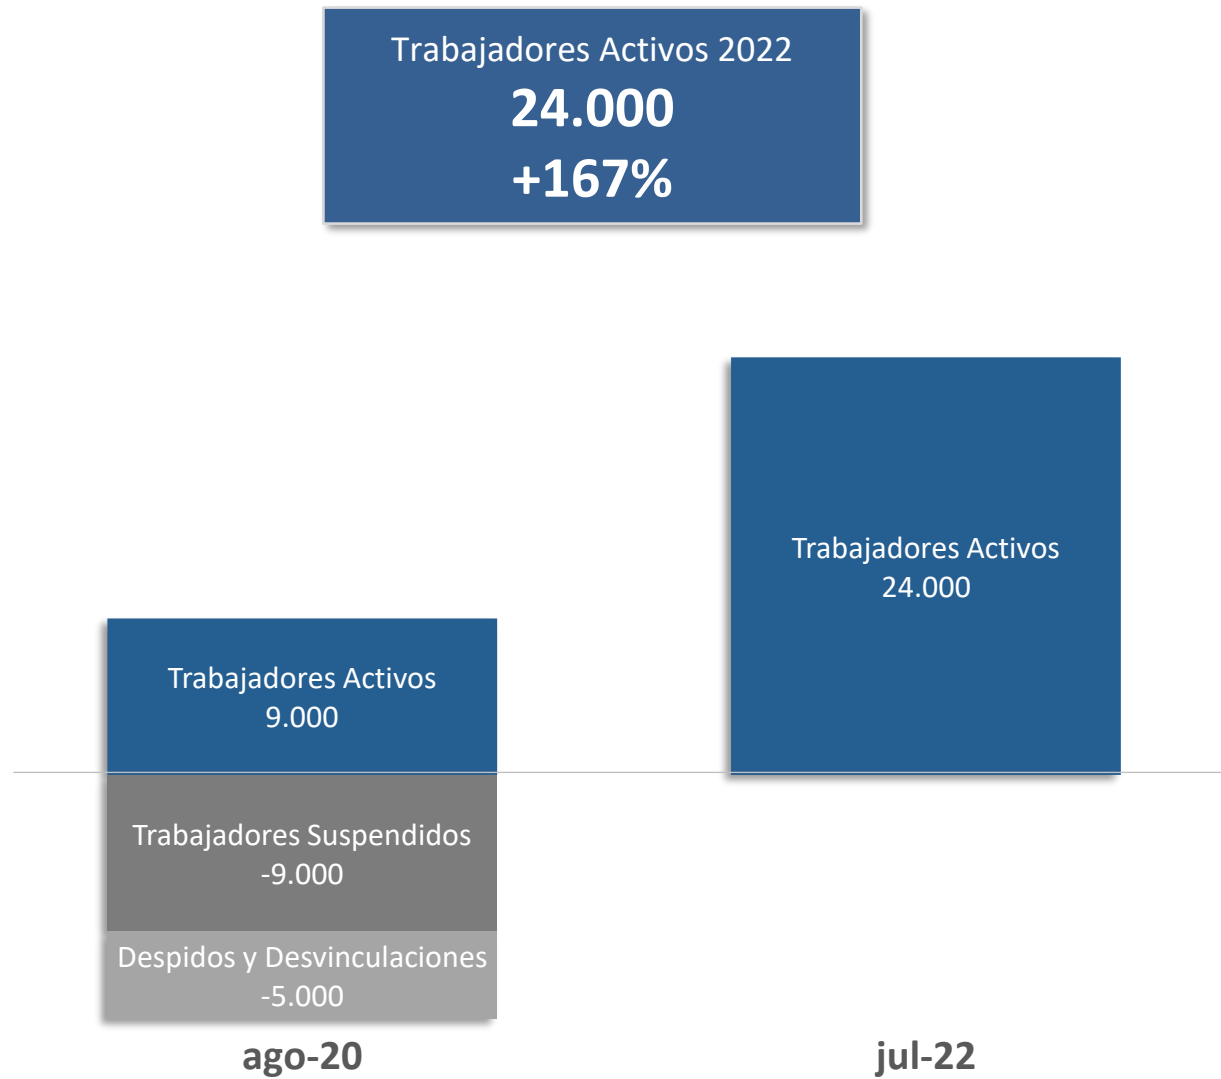 Trabajadores Activos 2022
24.000
+167%
Trabajadores Activos
24.000
Trabajadores Activos
9.000
Trabajadores Suspendidos
-9.000
Despidos y Desvinculaciones
-5.000
ago-20
jul-22